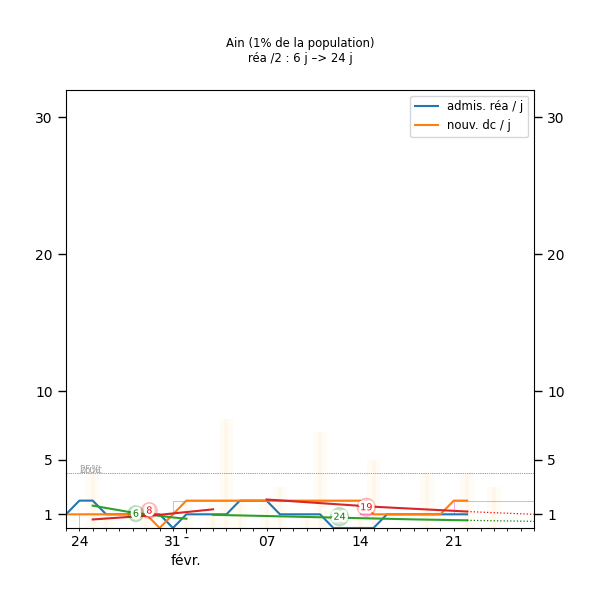 Ain (1% de la population)
réa /2 : 6 j –> 24 j
admis. réa / j
nouv. dc / j
30 30
20 20
10 10
5 5
1 1
6 8 24 19
24 31 - 07 14 21
févr.